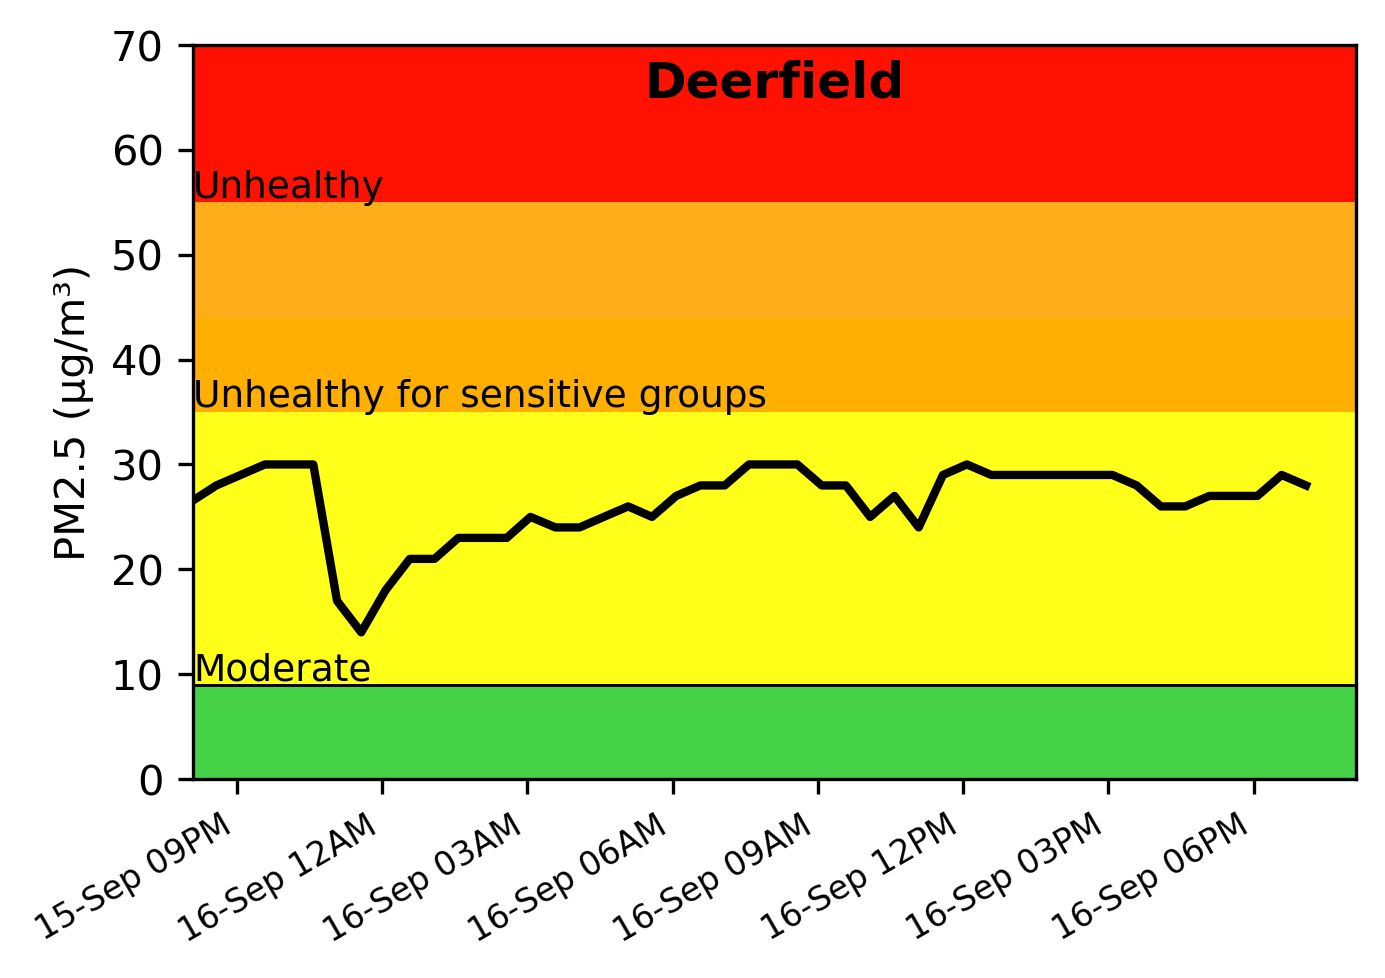 Deerfield
70
60
50
40
30
20
10
0
PM2.5 (µg/m³)
Unhealthy
Unhealthy for sensitive groups
Moderate
15-Sep 09PM
16-Sep 12AM
16-Sep 03AM
16-Sep 06AM
16-Sep 09AM
16-Sep 12PM
16-Sep 03PM
16-Sep 06PM